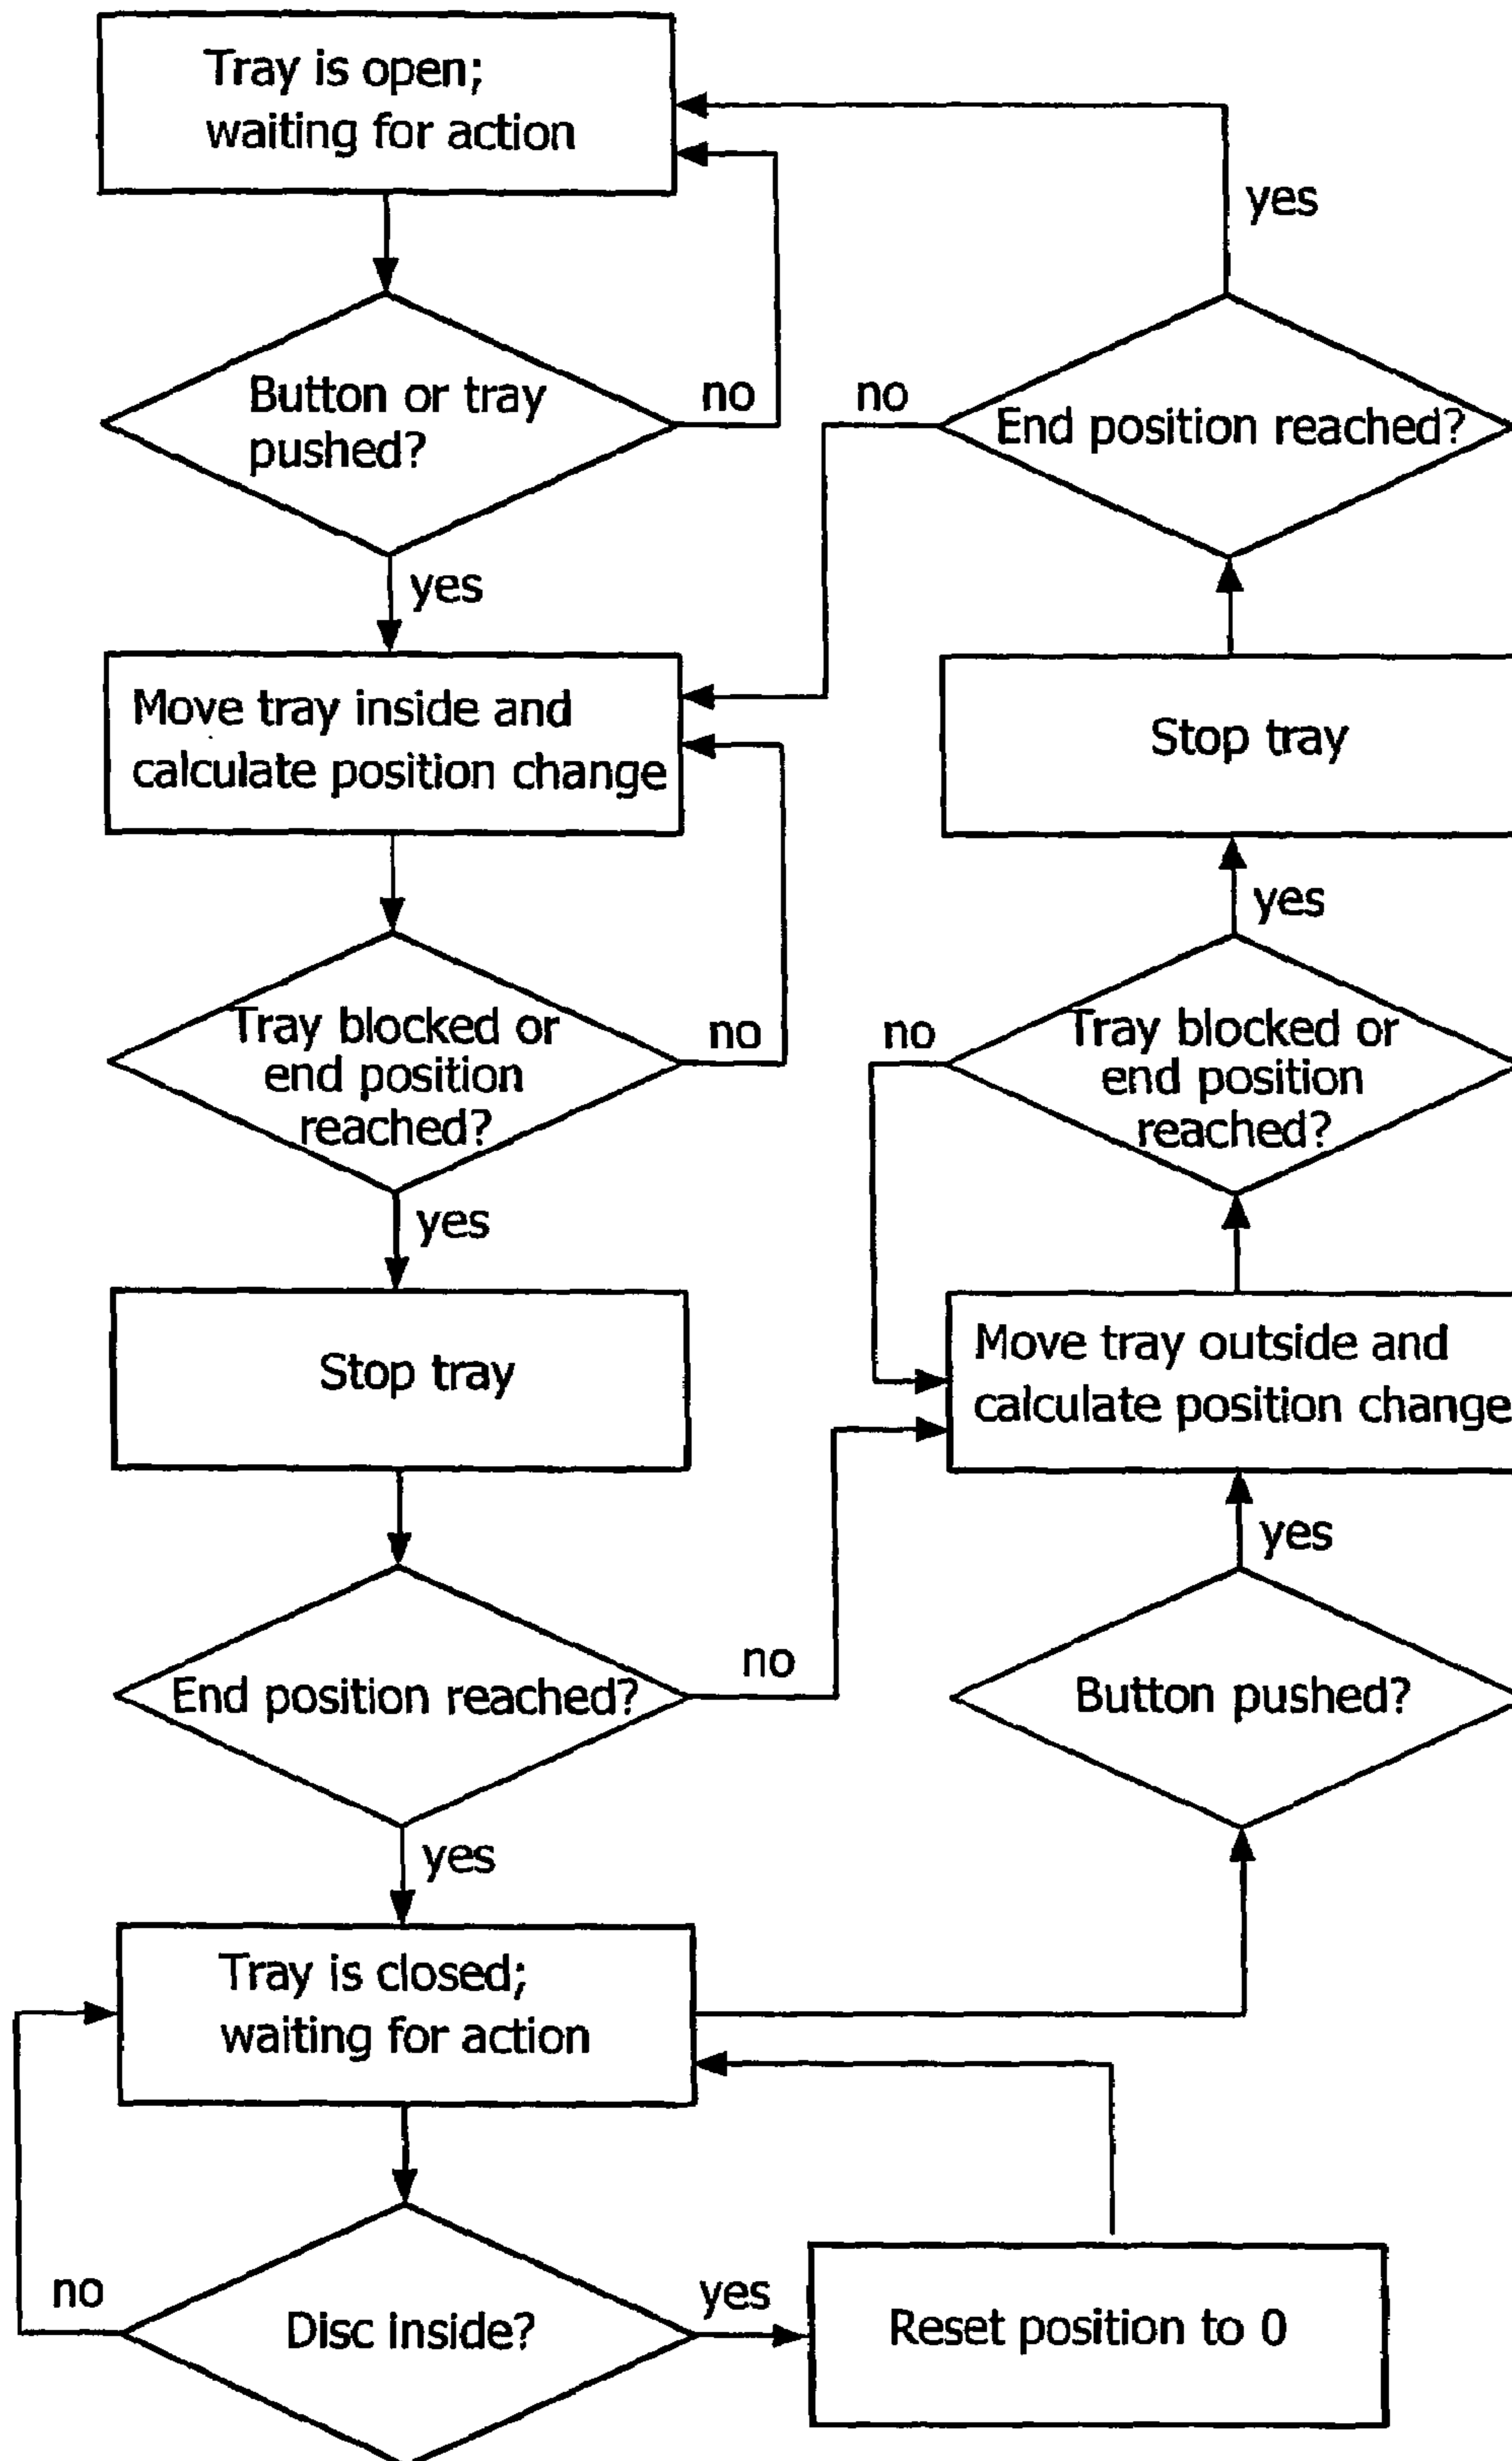 Tray is open;
waiting for action
yes
Button or tray
pushed?
no
no
End position reached?
yes
Move tray inside and
calculate position change
Stop tray
yes
Tray blocked or
end position
reached?
no
no
Tray blocked or
end position
reached?
yes
Stop tray
Move tray outside and
calculate position change
yes
End position reached?
no
Button pushed?
yes
Tray is closed;
waiting for action
no
Disc inside?
yes
Reset position to 0